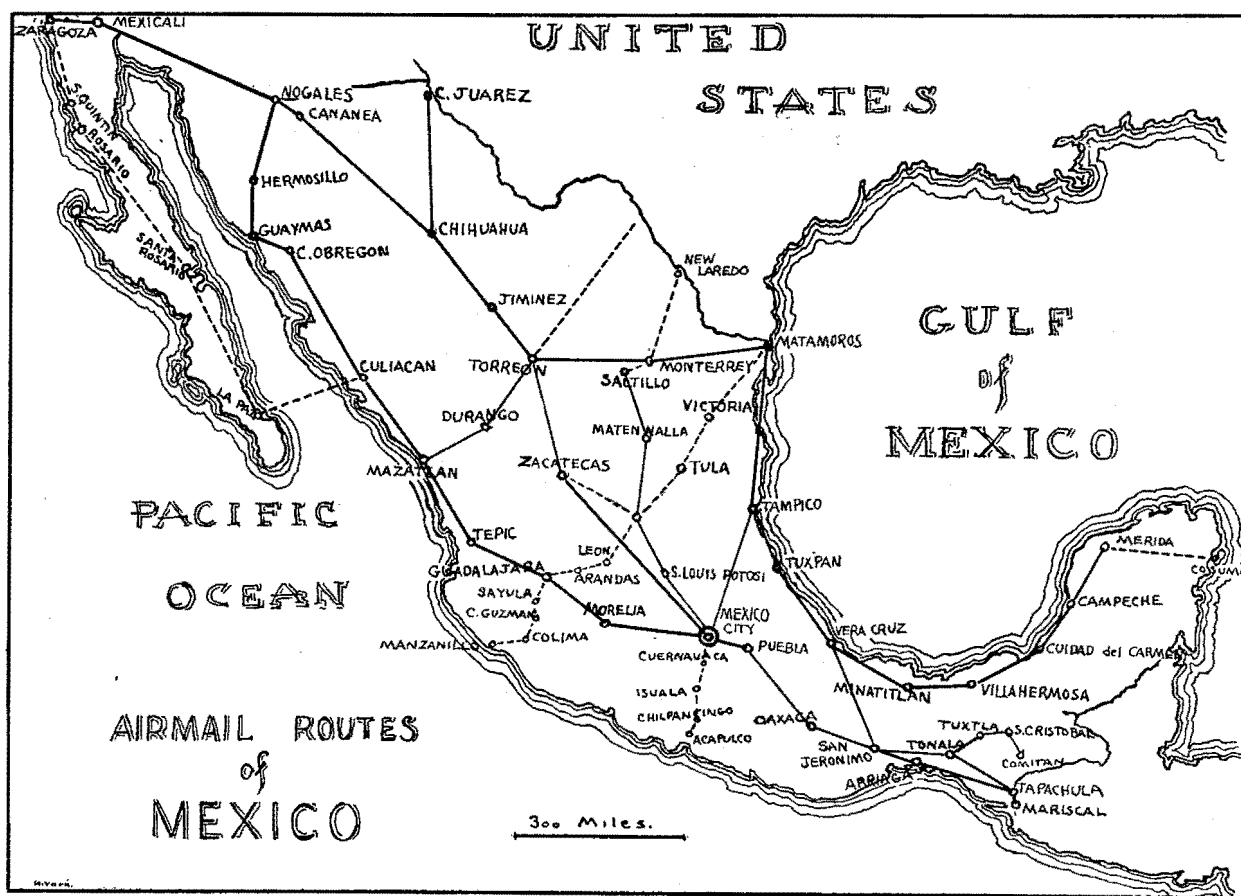 UNITED
STATES
ZARAGOZA
MEXICALI
S. QUINTIN
ROSARIO
NOGALES
CANANEA
C. JUAREZ
HERMOSILLO
GUAYMAS
C. OBREGON
CHIHUAHUA
SANTA
ROSARIO
NEW
LAREDO
JIMINEZ
GULF
of
MEXICO
MATAMOROS
TORREON
MONTERREY
SALTILLO
CULIACAN
LA PAZ
DURANGO
VICTORIA
MATENWALLA
MAZATLAN
ZACATECAS
TULA
PACIFIC
OCEAN
TAMPICO
TEPIC
TUXPAN
MERIDA
COSUMEL
GUADALAJARA
LEON
ARANDAS
S. LOUIS POTOSI
SAYULA
C. GUZMAN
MORELIA
MEXICO
CITY
CAMPECHE
MANZANILLO
COLIMA
PUEBLA
VERA CRUZ
CUIDAD del CARMEN
CUERNAVACA
ISUALA
MINATITLAN
VILLAHERMOSA
CHILPANCINGO
ACAPULCO
OAXACA
TUXTLA
S. CRISTOBAL
SAN
JERONIMO
TONALA
COMITAN
ARRIAGA
TAPACHULA
MARISCAL
AIRMAIL ROUTES
of
MEXICO
300 MILES.